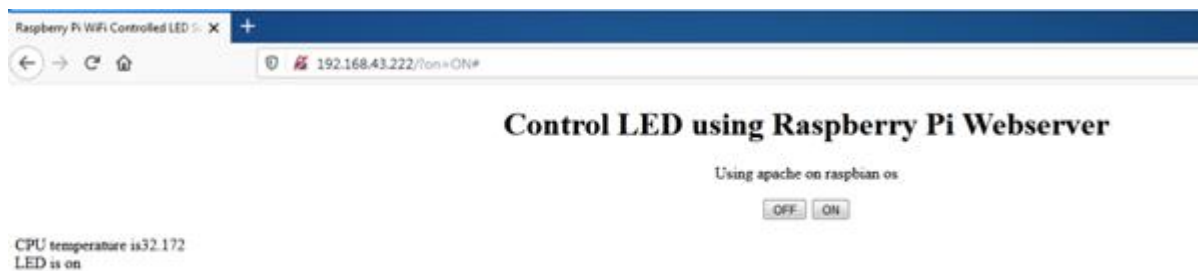 Raspberry Pi WiFi Controlled LED S
192.168.43.222/?on=ON#
Control LED using Raspberry Pi Webserver
Using apache on raspbian os
OFF ON
CPU temperature is32.172
LED is on